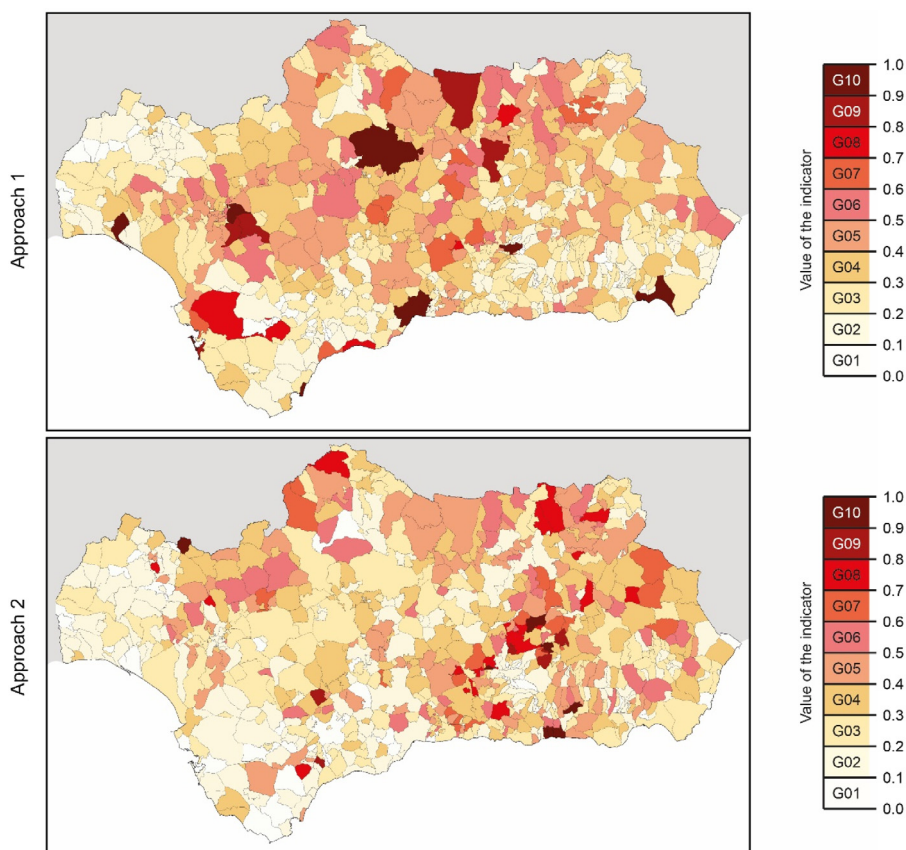 Approach 1
Value of the indicator
G10
G09
G08
G07
G06
G05
G04
G03
G02
G01
1.0
0.9
0.8
0.7
0.6
0.5
0.4
0.3
0.2
0.1
0.0
Approach 2
Value of the indicator
G10
G09
G08
G07
G06
G05
G04
G03
G02
G01
1.0
0.9
0.8
0.7
0.6
0.5
0.4
0.3
0.2
0.1
0.0